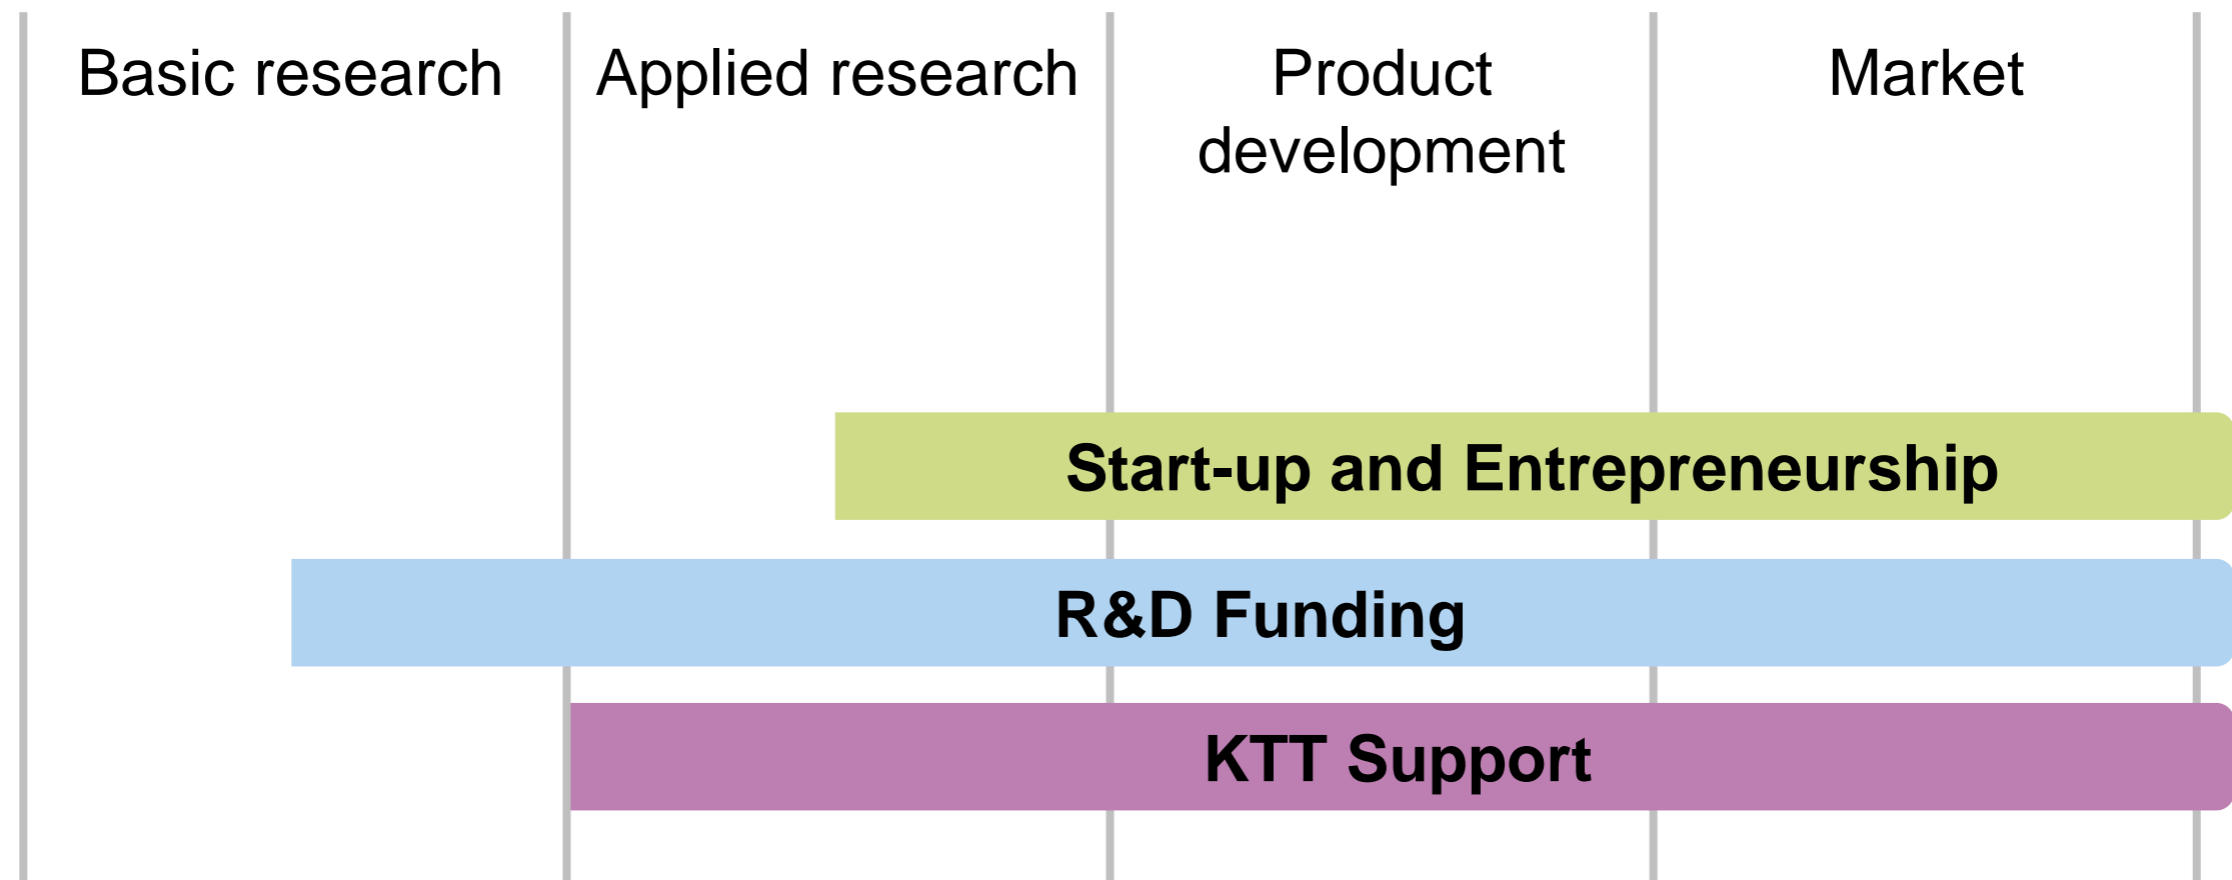 Basic research
Applied research
Product
development
Market
Start-up and Entrepreneurship
R&D Funding
KTT Support